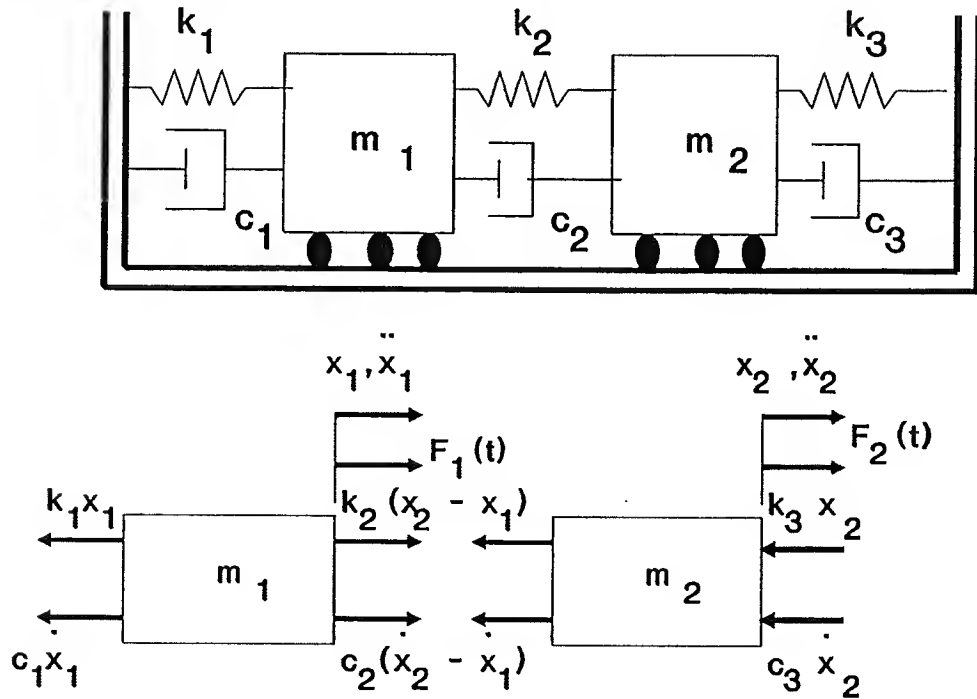 k₁ k₂ k₃
m ₁ m ₂
c₁ c₂ c₃
x₁, ẍ₁ x₂ , ẍ₂
F₁(t) F₂(t)
k₁x₁ k₂(x₂ - x₁) k₃ x₂
m ₁ m ₂
c₁ẋ₁ c₂(ẋ₂ - ẋ₁) c₃ ẋ₂